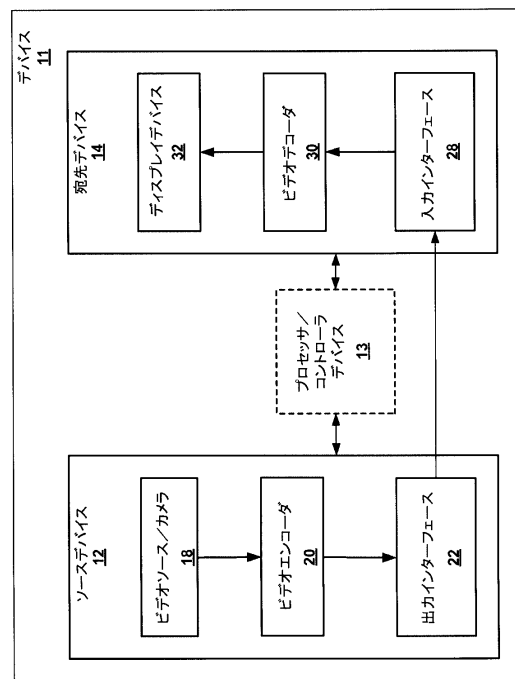 デバイス
11
ソースデバイス
12
ビデオソース/カメラ
18
ビデオエンコーダ
20
出力インターフェース
22
プロセッサ/
コントローラ
デバイス
13
宛先デバイス
14
ディスプレイデバイス
32
ビデオデコーダ
30
入力インターフェース
28